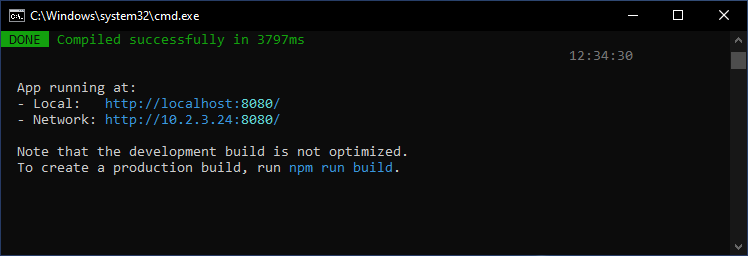 C:\Windows\system32\cmd.exe
DONE Compiled successfully in 3797ms
12:34:30
App running at:
- Local: http://localhost:8080/
- Network: http://10.2.3.24:8080/
Note that the development build is not optimized.
To create a production build, run npm run build.